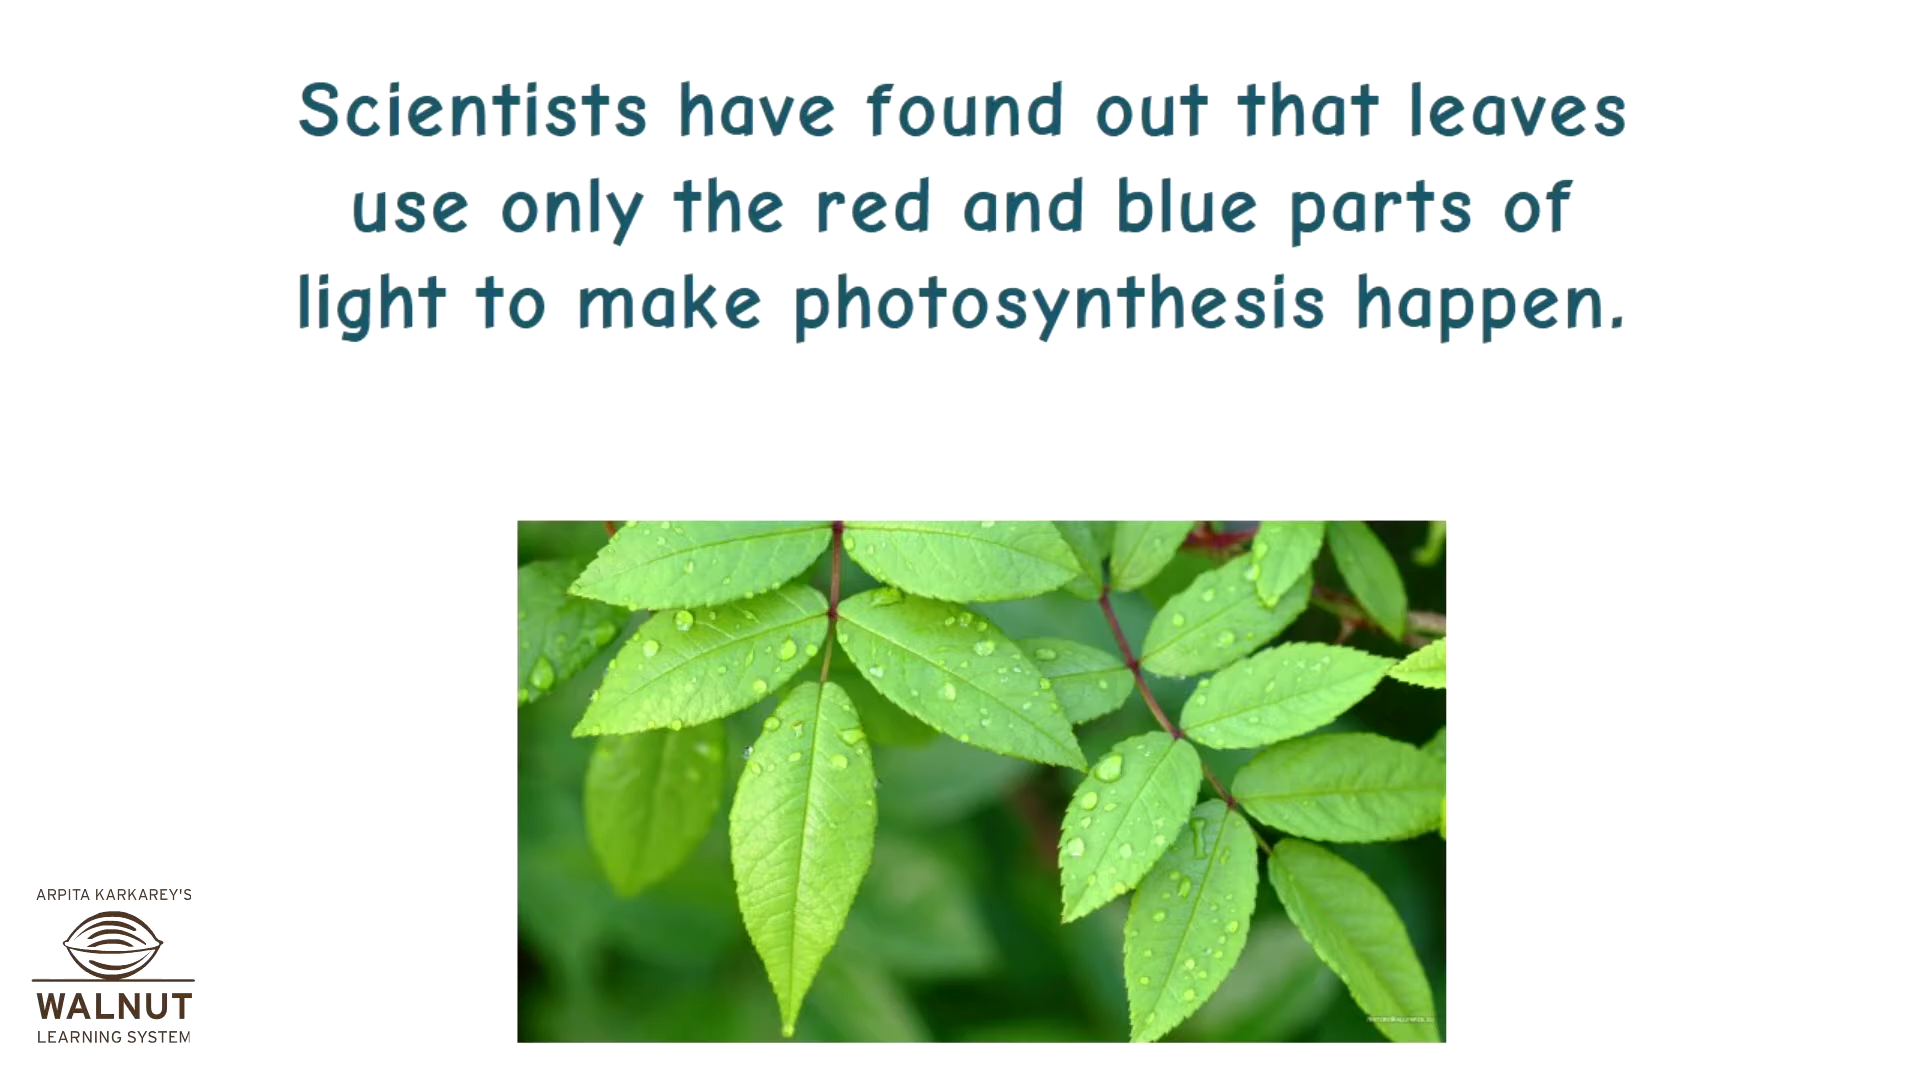 Scientists have found out that leaves
use only the red and blue parts of
light to make photosynthesis happen.
ARPITA KARKAREY'S
WALNUT
LEARNING SYSTEM